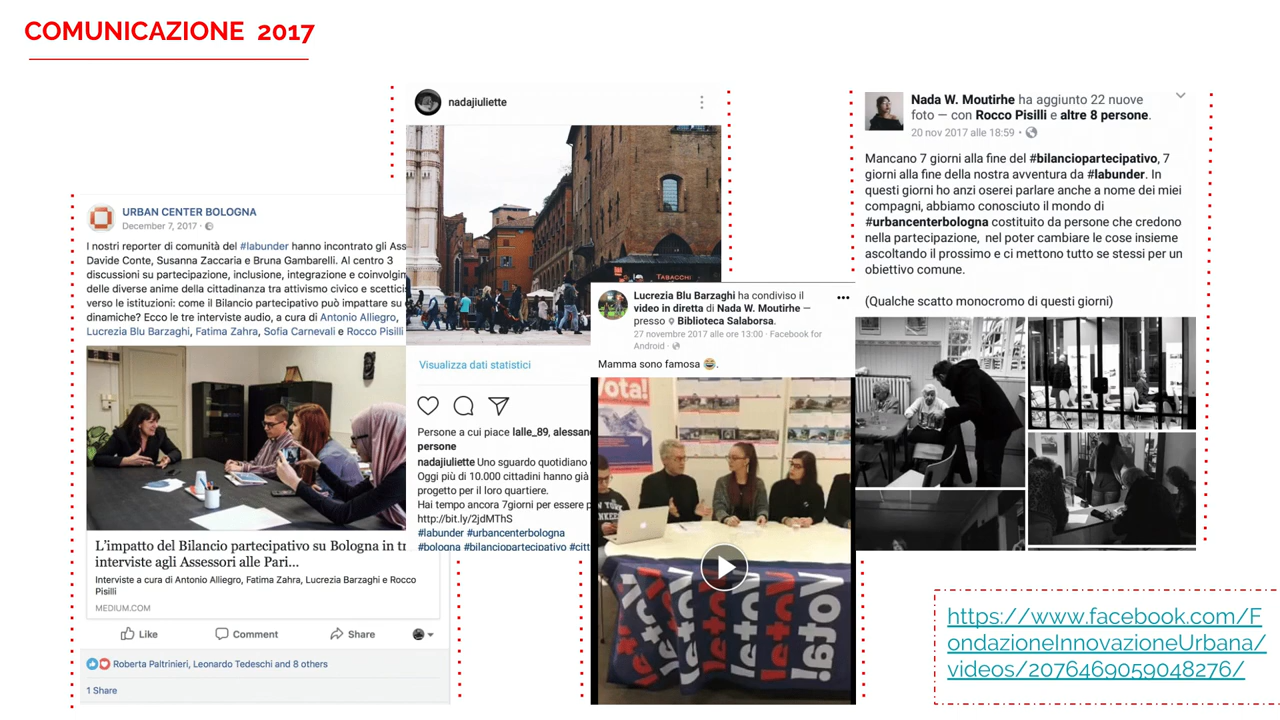 COMUNICAZIONE 2017
URBAN CENTER BOLOGNA
December 7, 2017 ·
I nostri reporter di comunità del #labunder hanno incontrato gli Ass
Davide Conte, Susanna Zaccaria e Bruna Gambarelli. Al centro 3
discussioni su partecipazione, inclusione, integrazione e coinvolgim
delle diverse anime della cittadinanza tra attivismo civico e scettici
verso le istituzioni: come il Bilancio partecipativo può impattare su
dinamiche? Ecco le tre interviste audio, a cura di Antonio Alliegro,
Lucrezia Blu Barzaghi, Fatima Zahra, Sofia Carnevali e Rocco Pisilli
L'impatto del Bilancio partecipativo su Bologna in tr
interviste agli Assessori alle Pari...
Interviste a cura di Antonio Alliegro, Fatima Zahra, Lucrezia Barzaghi e Rocco
Pisilli
MEDIUM.COM
Like Comment Share
Roberta Paltrinieri, Leonardo Tedeschi and 8 others
1 Share
nadajiuliette
TABACCHI
Visualizza dati statistici
Persone a cui piace lalle_89, alessan
persone
nadajiuliette Uno sguardo quotidiano
Oggi più di 10.000 cittadini hanno già
progetto per il loro quartiere.
Hai tempo ancora 7giorni per essere p
http://bit.ly/2jdMThS
#labunder #urbancenterbologna
#bologna #bilanciopartecipativo #citt
Lucrezia Blu Barzaghi ha condiviso il
video in diretta di Nada W. Moutirhe —
presso Biblioteca Salaborsa.
27 novembre 2017 alle ore 13:00 · Facebook for
Android ·
Mamma sono famosa 😂.
Vota!
Vota! Vota! Vota! Vota! Vota!
Nada W. Moutirhe ha aggiunto 22 nuove
foto — con Rocco Pisilli e altre 8 persone.
20 nov 2017 alle 18:59 ·
Mancano 7 giorni alla fine del #bilanciopartecipativo, 7
giorni alla fine della nostra avventura da #labunder. In
questi giorni ho anzi oserei parlare anche a nome dei miei
compagni, abbiamo conosciuto il mondo di
#urbancenterbologna costituito da persone che credono
nella partecipazione, nel poter cambiare le cose insieme
ascoltando il prossimo e ci mettono tutto se stessi per un
obiettivo comune.
(Qualche scatto monocromo di questi giorni)
https://www.facebook.com/F
ondazioneInnovazioneUrbana/
videos/2076469059048276/